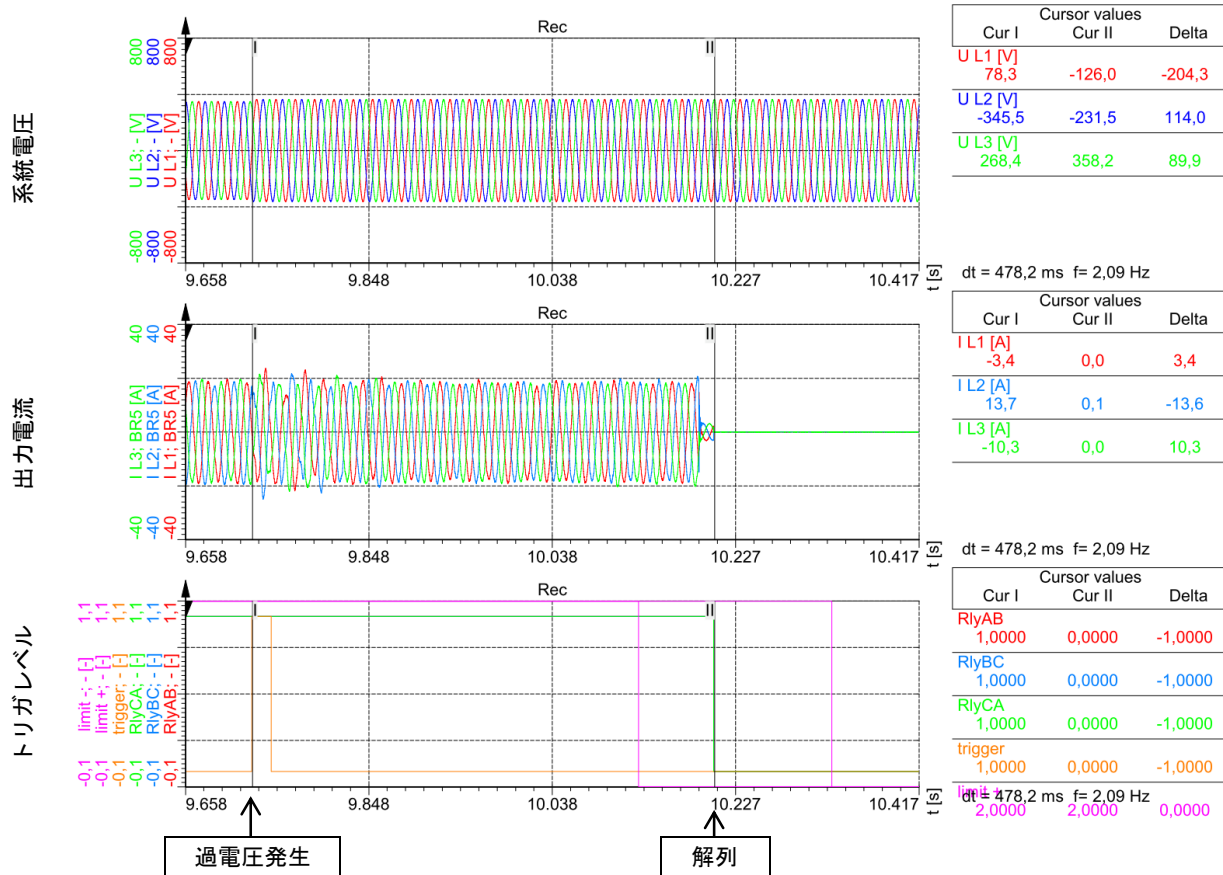 系統電圧
Rec
I
II
800 800 800
U L3; - [V] U L2; - [V] U L1; - [V]
-800 -800 -800
9.658 9.848 10.038 10.227 10.417
t [s]
Cursor values
Cur I Cur II Delta
U L1 [V]
78,3 -126,0 -204,3
U L2 [V]
-345,5 -231,5 114,0
U L3 [V]
268,4 358,2 89,9
dt = 478,2 ms f= 2,09 Hz
出力電流
Rec
I
II
40 40 40
I L3; BR5 [A] I L2; BR5 [A] I L1; BR5 [A]
-40 -40 -40
9.658 9.848 10.038 10.227 10.417
t [s]
Cursor values
Cur I Cur II Delta
I L1 [A]
-3,4 0,0 3,4
I L2 [A]
13,7 0,1 -13,6
I L3 [A]
-10,3 0,0 10,3
dt = 478,2 ms f= 2,09 Hz
トリガレベル
Rec
I
II
1,1 1,1 1,1 1,1 1,1 1,1
limit -; - [-] limit +; - [-] trigger; - [-] RlyCA; - [-] RlyBC; - [-] RlyAB; - [-]
-0,1 -0,1 -0,1 -0,1 -0,1 -0,1
9.658 9.848 10.038 10.227 10.417
t [s]
Cursor values
Cur I Cur II Delta
RlyAB
1,0000 0,0000 -1,0000
RlyBC
1,0000 0,0000 -1,0000
RlyCA
1,0000 0,0000 -1,0000
trigger
1,0000 0,0000 -1,0000
limit +
dt = 478,2 ms f= 2,09 Hz
2,0000 2,0000 0,0000
過電圧発生
解列